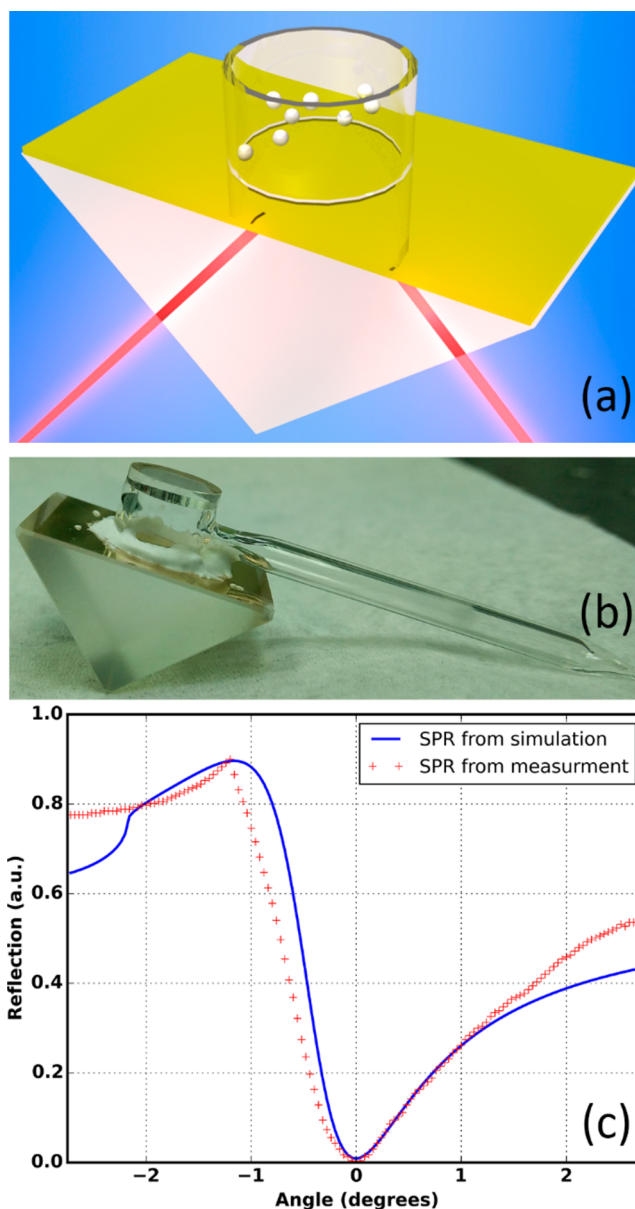 (a)
(b)
1.0
SPR from simulation
SPR from measurment
0.8
0.6
Reflection (a.u.)
0.4
0.2
(c)
0.0
−2
−1
0
1
2
Angle (degrees)